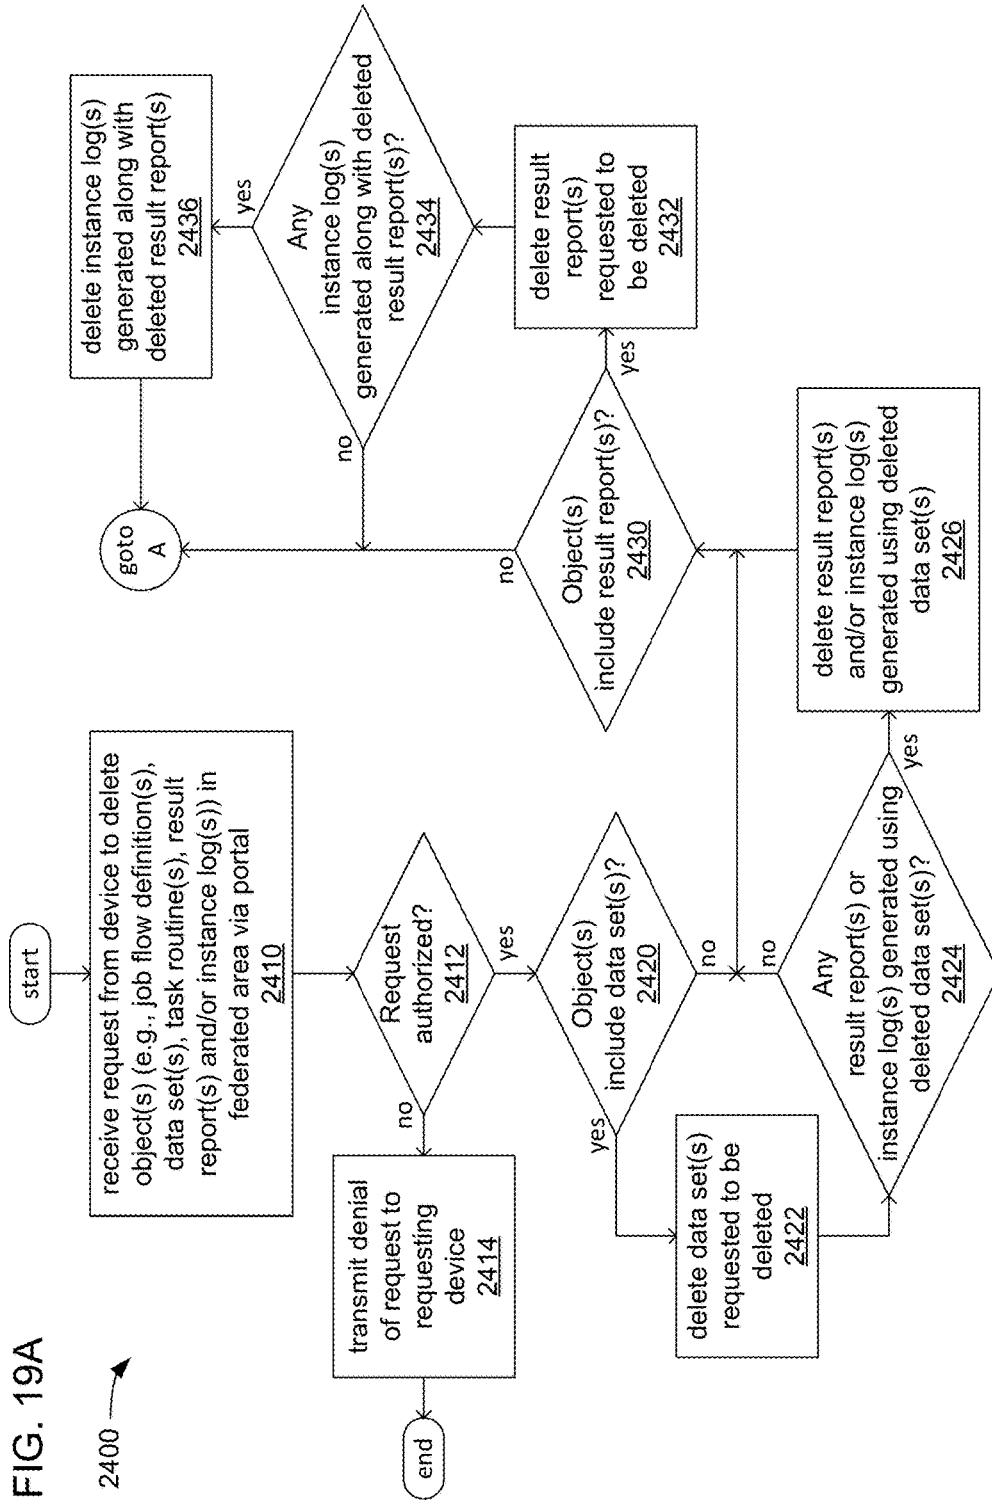 FIG. 19A
2400
start
receive request from device to delete
object(s) (e.g., job flow definition(s),
data set(s), task routine(s), result
report(s) and/or instance log(s)) in
federated area via portal
2410
Request
authorized?
2412
no
yes
transmit denial
of request to
requesting
device
2414
end
Object(s)
include data set(s)?
2420
yes
no
delete data set(s)
requested to be
deleted
2422
Any
result report(s) or
instance log(s) generated using
deleted data set(s)?
2424
no
yes
delete result report(s)
and/or instance log(s)
generated using deleted
data set(s)
2426
Object(s)
include result report(s)?
2430
no
yes
delete result
report(s)
requested to
be deleted
2432
Any
instance log(s)
generated along with deleted
result report(s)?
2434
no
yes
delete instance log(s)
generated along with
deleted result report(s)
2436
goto
A